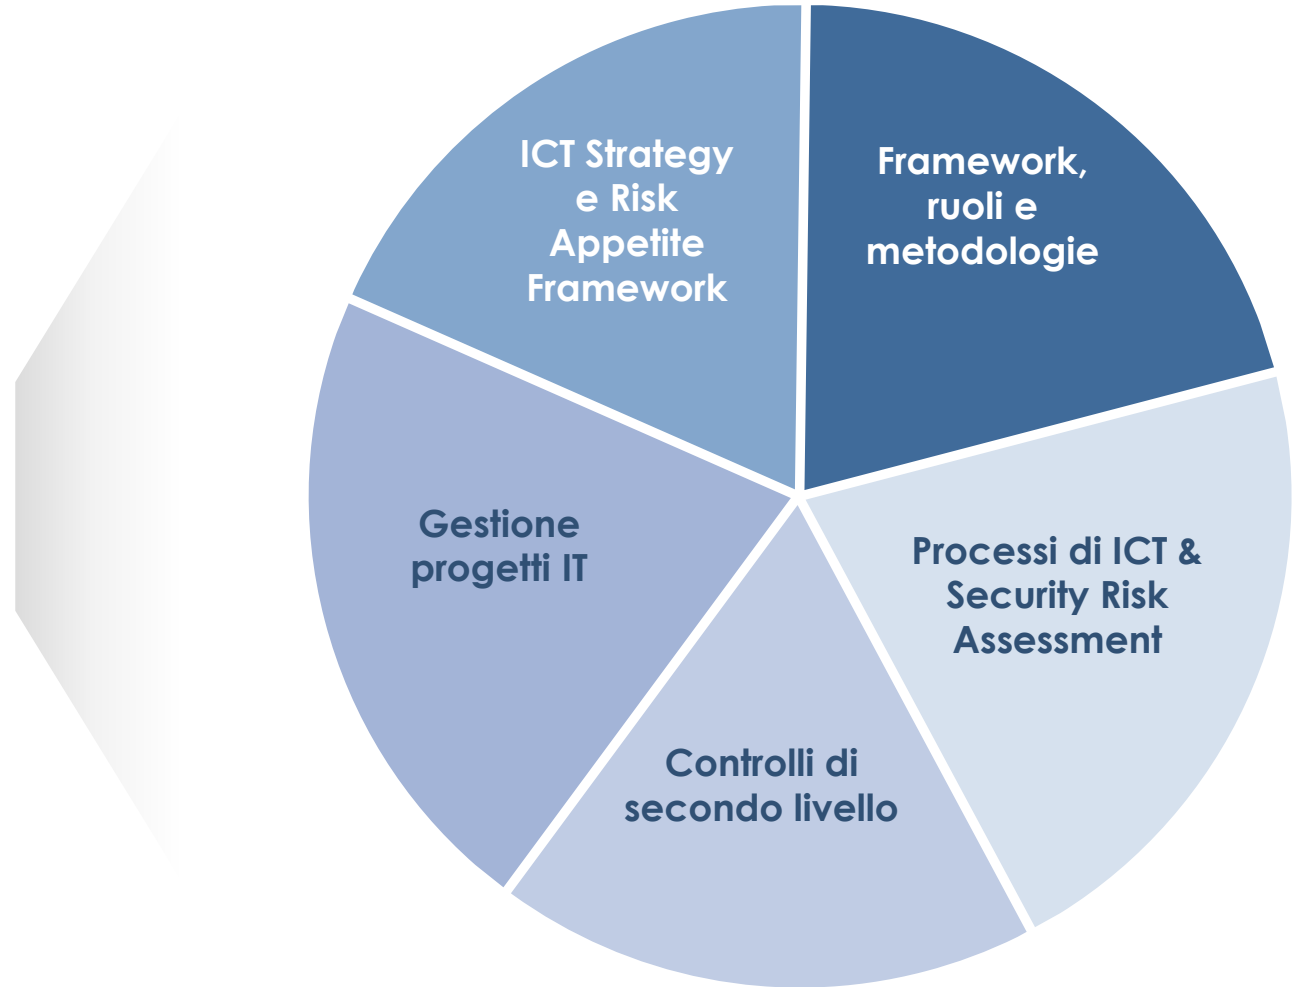 ICT Strategy
e Risk
Appetite
Framework
Framework,
ruoli e
metodologie
Gestione
progetti IT
Processi di ICT &
Security Risk
Assessment
Controlli di
secondo livello